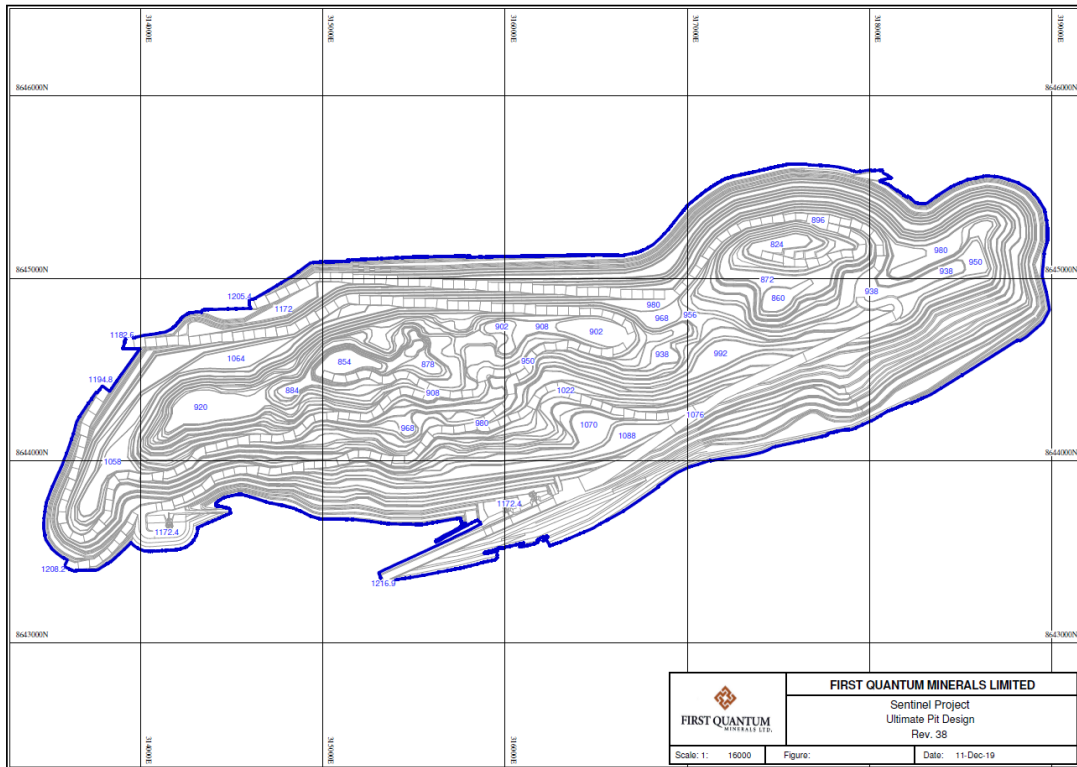 314000E 315000E 316000E 317000E 318000E 319000E
8646000N 8646000N
896
824
980
950
938
8645000N 8645000N
872
938
860
1205.4
1172
980
968
956
1182.6
902 908 902
938
992
1064
854
878
950
1194.8
884
908
1022
920
1076
968
980
1070
1088
1058
8644000N 8644000N
1172.4
1172.4
1208.2
1216.9
8643000N 8643000N
314000E 315000E 316000E
FIRST QUANTUM
MINERALS LTD.
FIRST QUANTUM MINERALS LIMITED
Sentinel Project
Ultimate Pit Design
Rev. 38
Scale: 1: 16000 Figure: Date: 11-Dec-19